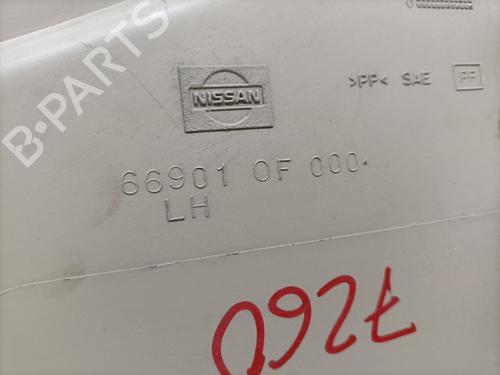 B-PARTS
NISSAN
>PP< SAE PP
66901 0F 000.
LH
7260